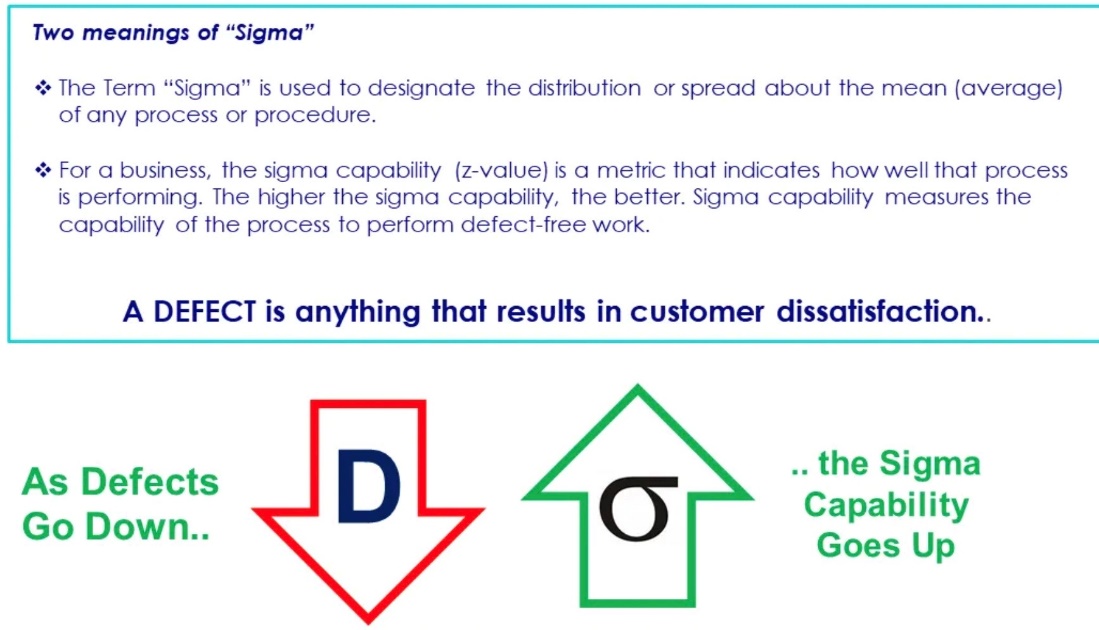 Two meanings of “Sigma”
❖ The Term “Sigma” is used to designate the distribution or spread about the mean (average)
of any process or procedure.
❖ For a business, the sigma capability (z-value) is a metric that indicates how well that process
is performing. The higher the sigma capability, the better. Sigma capability measures the
capability of the process to perform defect-free work.
A DEFECT is anything that results in customer dissatisfaction..
As Defects
Go Down..
D
σ
.. the Sigma
Capability
Goes Up